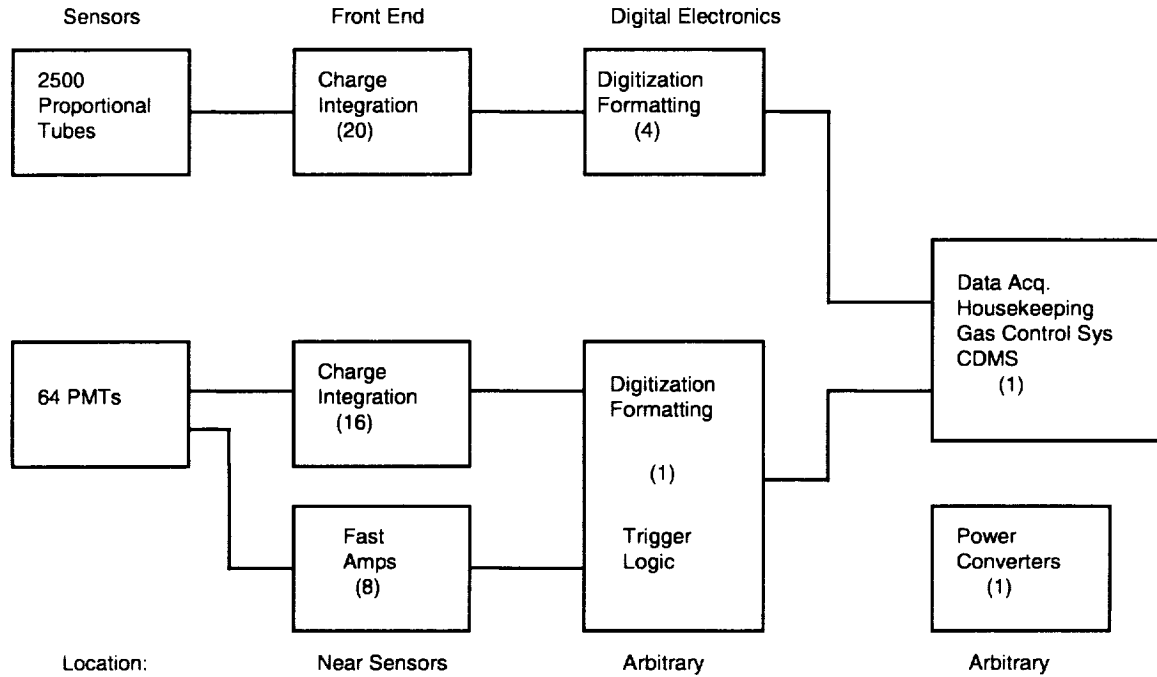 Sensors
Front End
Digital Electronics
2500
Proportional
Tubes
Charge
Integration
(20)
Digitization
Formatting
(4)
Data Acq.
Housekeeping
Gas Control Sys
CDMS
(1)
64 PMTs
Charge
Integration
(16)
Digitization
Formatting
(1)
Trigger
Logic
Fast
Amps
(8)
Power
Converters
(1)
Location:
Near Sensors
Arbitrary
Arbitrary